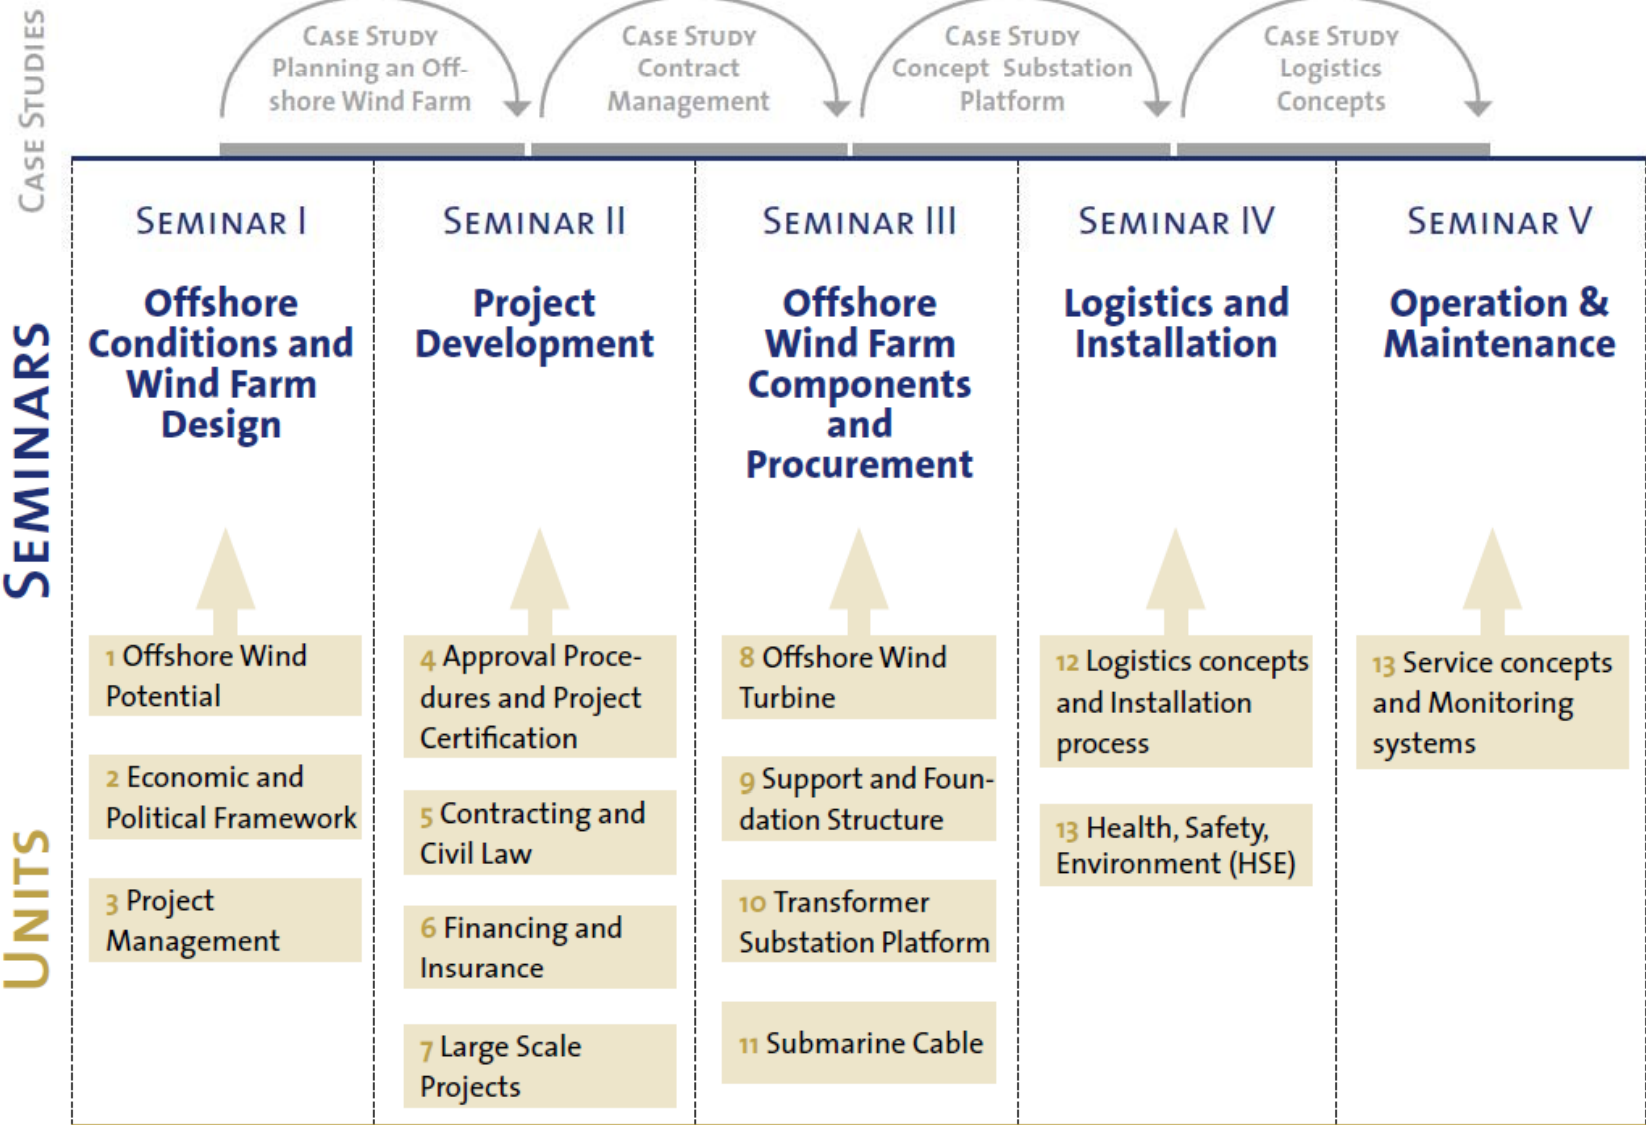 CASE STUDIES
CASE STUDY
Planning an Off-
shore Wind Farm
CASE STUDY
Contract
Management
CASE STUDY
Concept Substation
Platform
CASE STUDY
Logistics
Concepts
SEMINARS
SEMINAR I
Offshore
Conditions and
Wind Farm
Design
SEMINAR II
Project
Development
SEMINAR III
Offshore
Wind Farm
Components
and
Procurement
SEMINAR IV
Logistics and
Installation
SEMINAR V
Operation &
Maintenance
UNITS
1 Offshore Wind
Potential
2 Economic and
Political Framework
3 Project
Management
4 Approval Proce-
dures and Project
Certification
5 Contracting and
Civil Law
6 Financing and
Insurance
7 Large Scale
Projects
8 Offshore Wind
Turbine
9 Support and Foun-
dation Structure
10 Transformer
Substation Platform
11 Submarine Cable
12 Logistics concepts
and Installation
process
13 Health, Safety,
Environment (HSE)
13 Service concepts
and Monitoring
systems